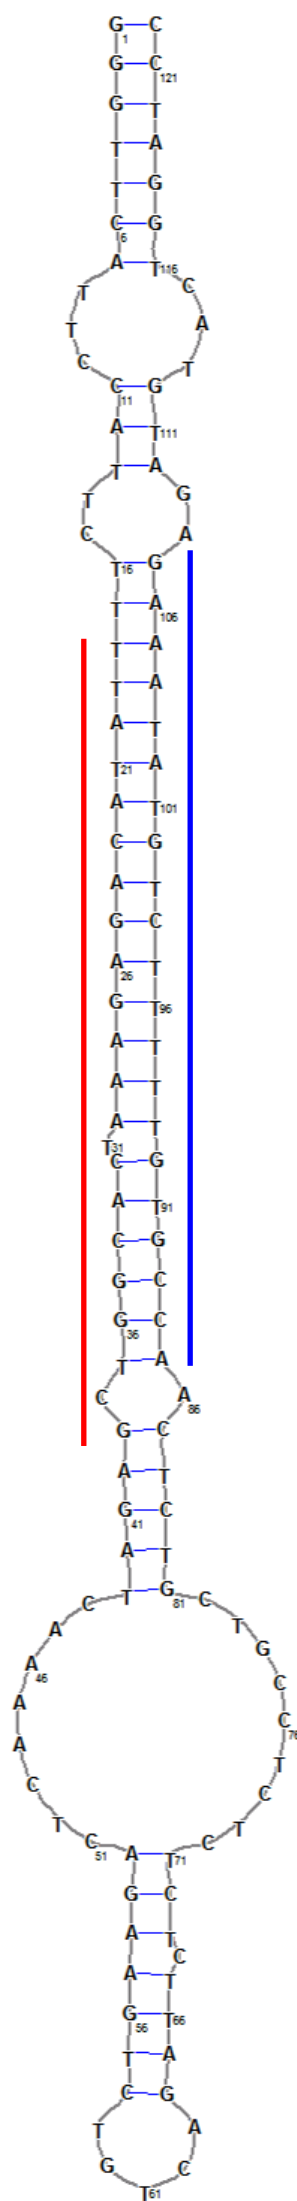 G C
1
G C
121
G T
T A
T G
C G
6
A T 116
T C
T A
C T
C G
11
A T 111
T A
T G
C A
T G
16
T A
106
T A
T A
A T
T A
21
A T 101
C G
A T
G C
A T
26
G T 96
A T
A T
A T
T 31
C G
A T 91
C G
G C
G C
36
T A
C A
86
G C
A T
G C
41
A T
T G
81
C C
A T
A G
46
C
A
C
76
A T
C C
T T
C C
51
A T 71
G C
A T
C
A T
G T 66
56
T A
C G
T A
G C
T 61